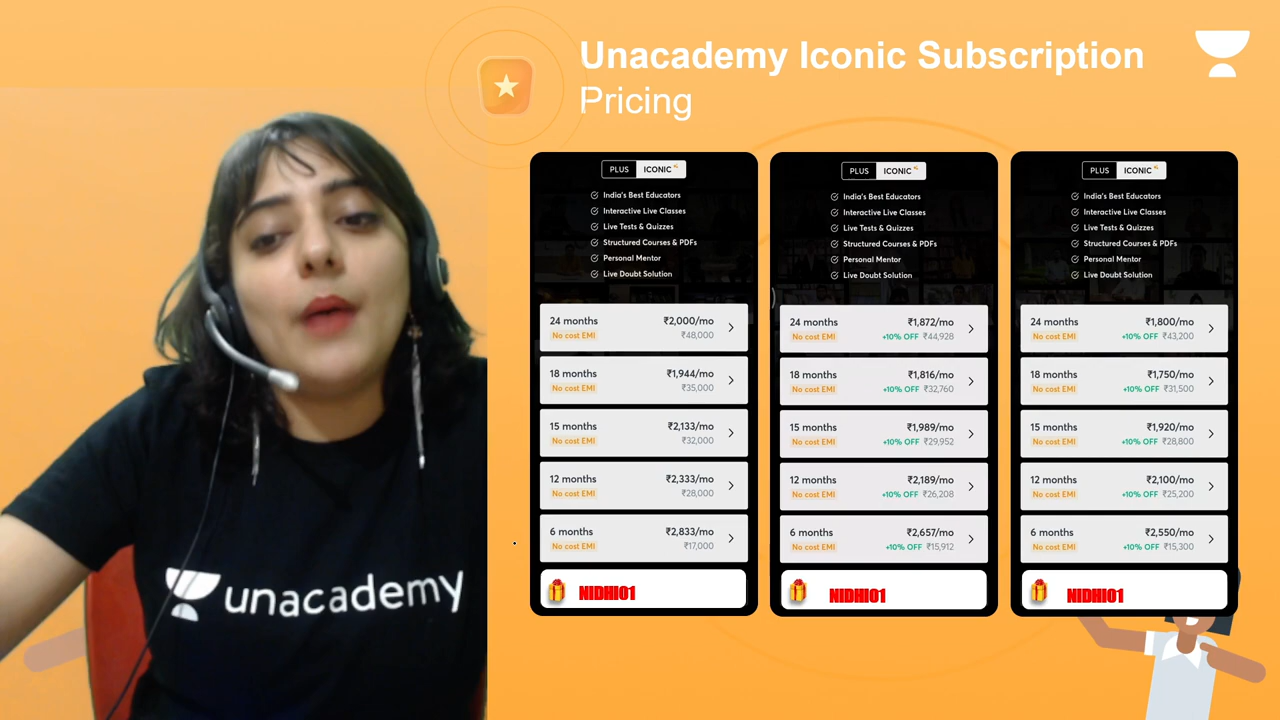 Unacademy Iconic Subscription
Pricing
PLUS ICONIC
India's Best Educators
Interactive Live Classes
Live Tests & Quizzes
Structured Courses & PDFs
Personal Mentor
Live Doubt Solution
24 months ₹2,000/mo
No cost EMI ₹48,000
18 months ₹1,944/mo
No cost EMI ₹35,000
15 months ₹2,133/mo
No cost EMI ₹32,000
12 months ₹2,333/mo
No cost EMI ₹28,000
6 months ₹2,833/mo
No cost EMI ₹17,000
NIDHI01
PLUS ICONIC
India's Best Educators
Interactive Live Classes
Live Tests & Quizzes
Structured Courses & PDFs
Personal Mentor
Live Doubt Solution
24 months ₹1,872/mo
No cost EMI +10% OFF ₹44,928
18 months ₹1,816/mo
No cost EMI +10% OFF ₹32,760
15 months ₹1,989/mo
No cost EMI +10% OFF ₹29,952
12 months ₹2,189/mo
No cost EMI +10% OFF ₹26,208
6 months ₹2,657/mo
No cost EMI +10% OFF ₹15,912
NIDHI01
PLUS ICONIC
India's Best Educators
Interactive Live Classes
Live Tests & Quizzes
Structured Courses & PDFs
Personal Mentor
Live Doubt Solution
24 months ₹1,800/mo
No cost EMI +10% OFF ₹43,200
18 months ₹1,750/mo
No cost EMI +10% OFF ₹31,500
15 months ₹1,920/mo
No cost EMI +10% OFF ₹28,800
12 months ₹2,100/mo
No cost EMI +10% OFF ₹25,200
6 months ₹2,550/mo
No cost EMI +10% OFF ₹15,300
NIDHI01
unacademy